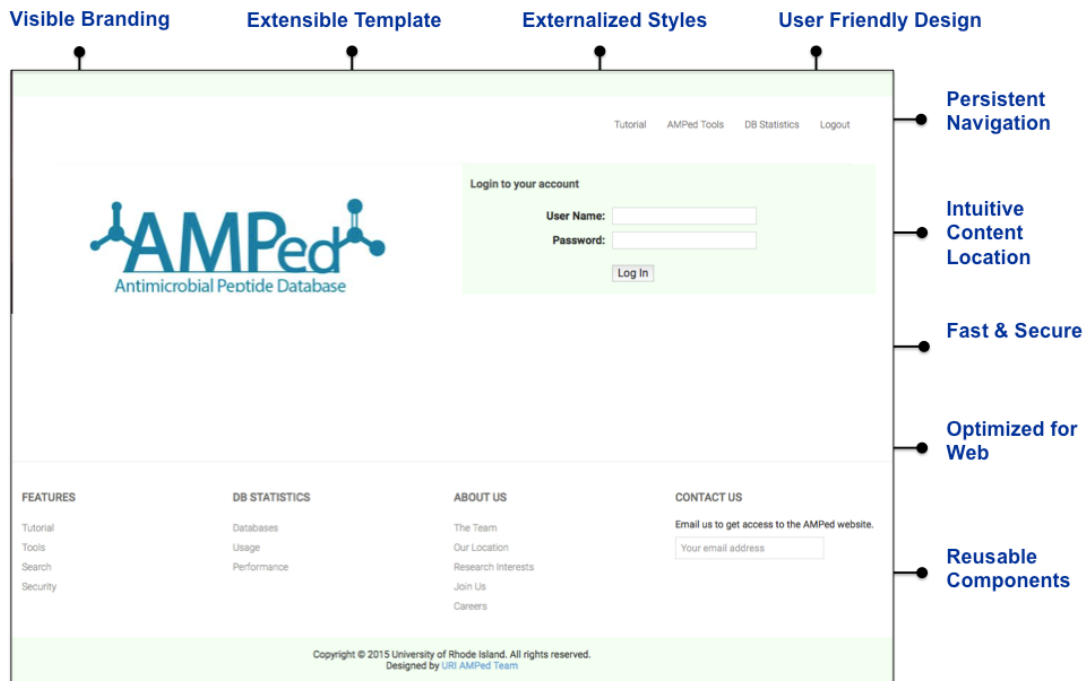 Visible Branding
Extensible Template
Externalized Styles
User Friendly Design
Persistent
Navigation
Tutorial
AMPed Tools
DB Statistics
Logout
Login to your account
User Name:
Password:
Log In
AMPed
Antimicrobial Peptide Database
Intuitive
Content
Location
Fast & Secure
Optimized for
Web
FEATURES
Tutorial
Tools
Search
Security
DB STATISTICS
Databases
Usage
Performance
ABOUT US
The Team
Our Location
Research Interests
Join Us
Careers
CONTACT US
Email us to get access to the AMPed website.
Your email address
Reusable
Components
Copyright © 2015 University of Rhode Island. All rights reserved.
Designed by URI AMPed Team